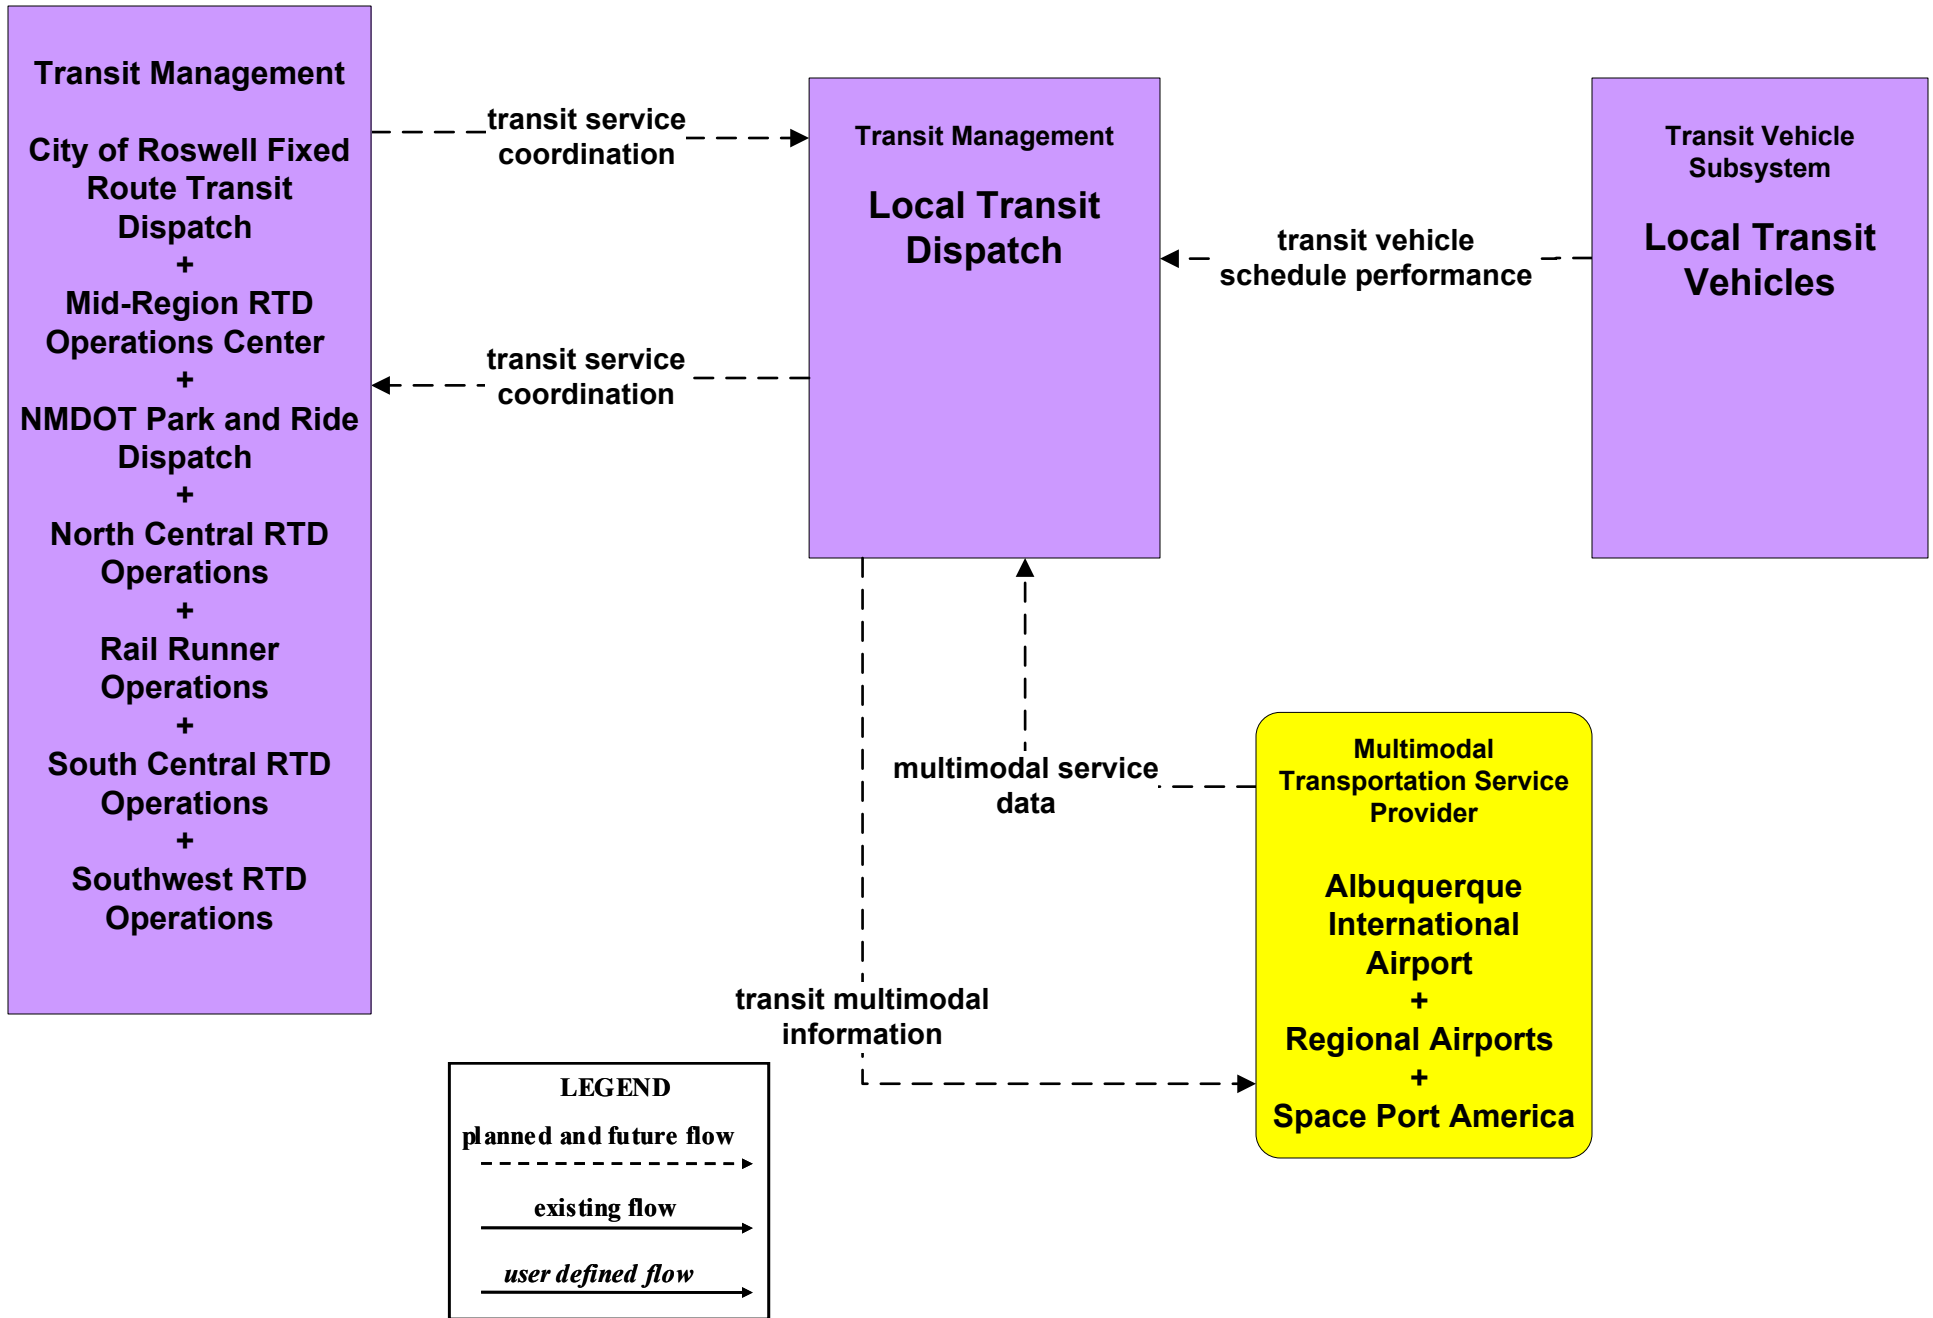 Transit Management
City of Roswell Fixed
Route Transit
Dispatch
+
Mid-Region RTD
Operations Center
+
NMDOT Park and Ride
Dispatch
+
North Central RTD
Operations
+
Rail Runner
Operations
+
South Central RTD
Operations
+
Southwest RTD
Operations
transit service
coordination
transit service
coordination
Transit Management
Local Transit
Dispatch
transit vehicle
schedule performance
Transit Vehicle
Subsystem
Local Transit
Vehicles
multimodal service
data
transit multimodal
information
Multimodal
Transportation Service
Provider
Albuquerque
International
Airport
+
Regional Airports
+
Space Port America
LEGEND
planned and future flow
existing flow
user defined flow